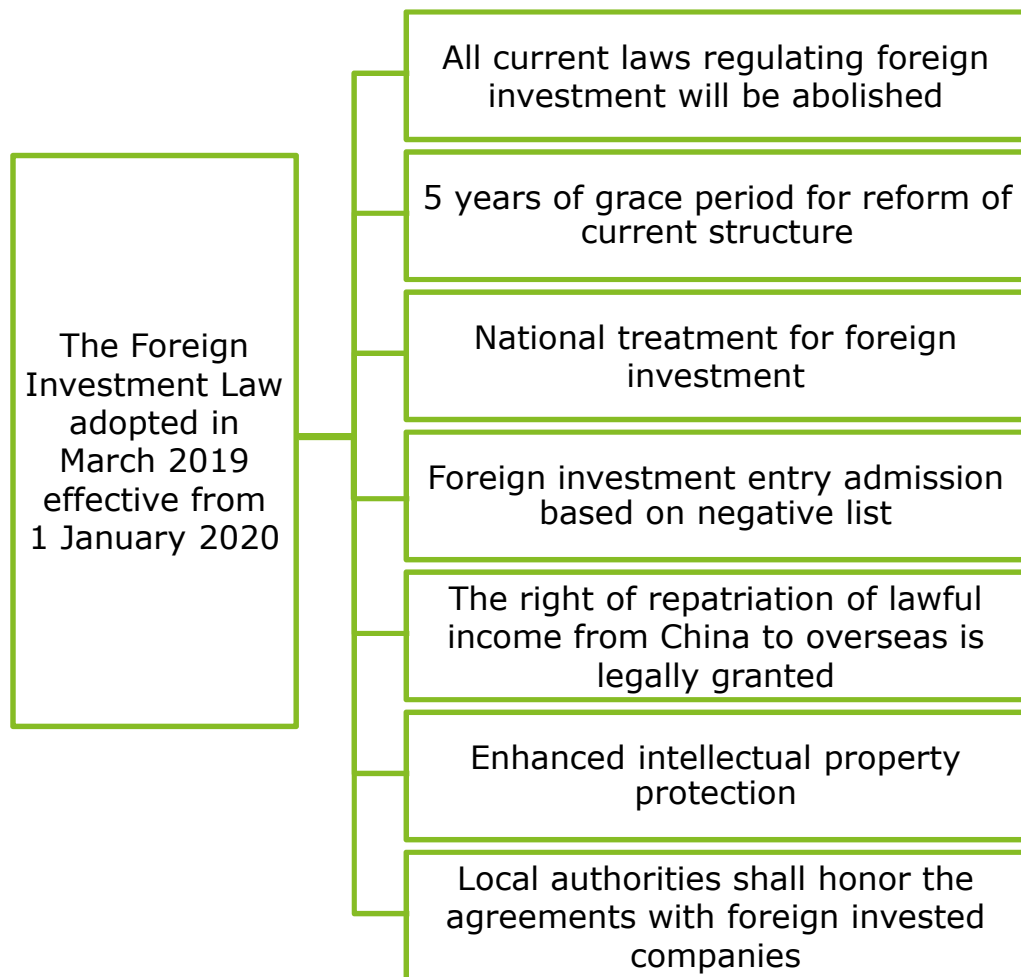 The Foreign
Investment Law
adopted in
March 2019
effective from
1 January 2020
All current laws regulating foreign
investment will be abolished
5 years of grace period for reform of
current structure
National treatment for foreign
investment
Foreign investment entry admission
based on negative list
The right of repatriation of lawful
income from China to overseas is
legally granted
Enhanced intellectual property
protection
Local authorities shall honor the
agreements with foreign invested
companies